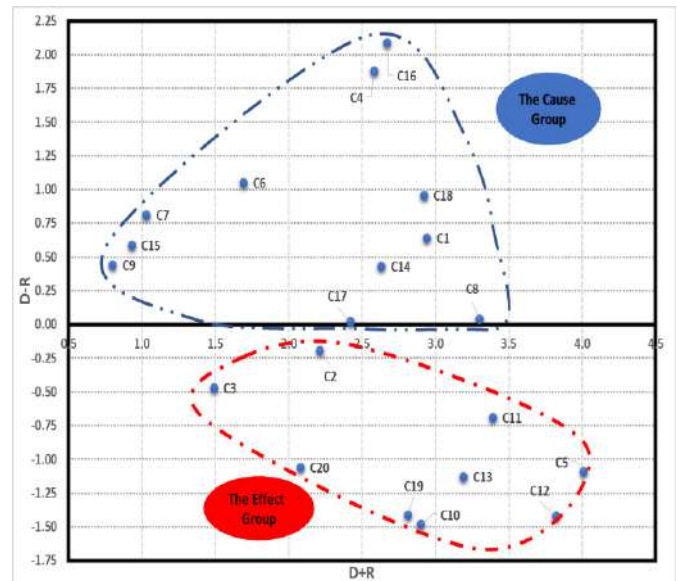 2.25
2.00
C16
C4
1.75
The Cause
Group
1.50
1.25
1.00
C6
C18
0.75
C7
C1
0.50
C15
C14
C9
0.25
C17
C8
0.00
0.5
1.0
1.5
2.0
2.5
3.0
3.5
4.0
4.5
-0.25
C2
-0.50
C3
C11
-0.75
-1.00
C20
C13
C5
-1.25
The Effect
Group
C19
C12
-1.50
C10
-1.75
D-R
D+R